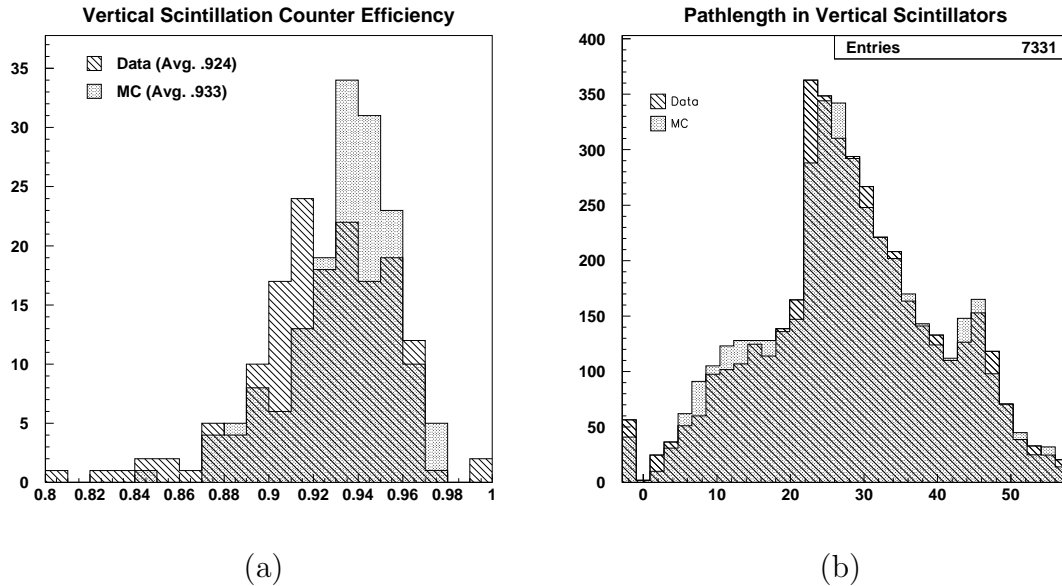 Vertical Scintillation Counter Efficiency
Data (Avg. .924)
MC (Avg. .933)
35
30
25
20
15
10
5
0
0.8 0.82 0.84 0.86 0.88 0.9 0.92 0.94 0.96 0.98 1
(a)
Pathlength in Vertical Scintillators
Entries 7331
Data
MC
400
350
300
250
200
150
100
50
0
0 10 20 30 40 50
(b)